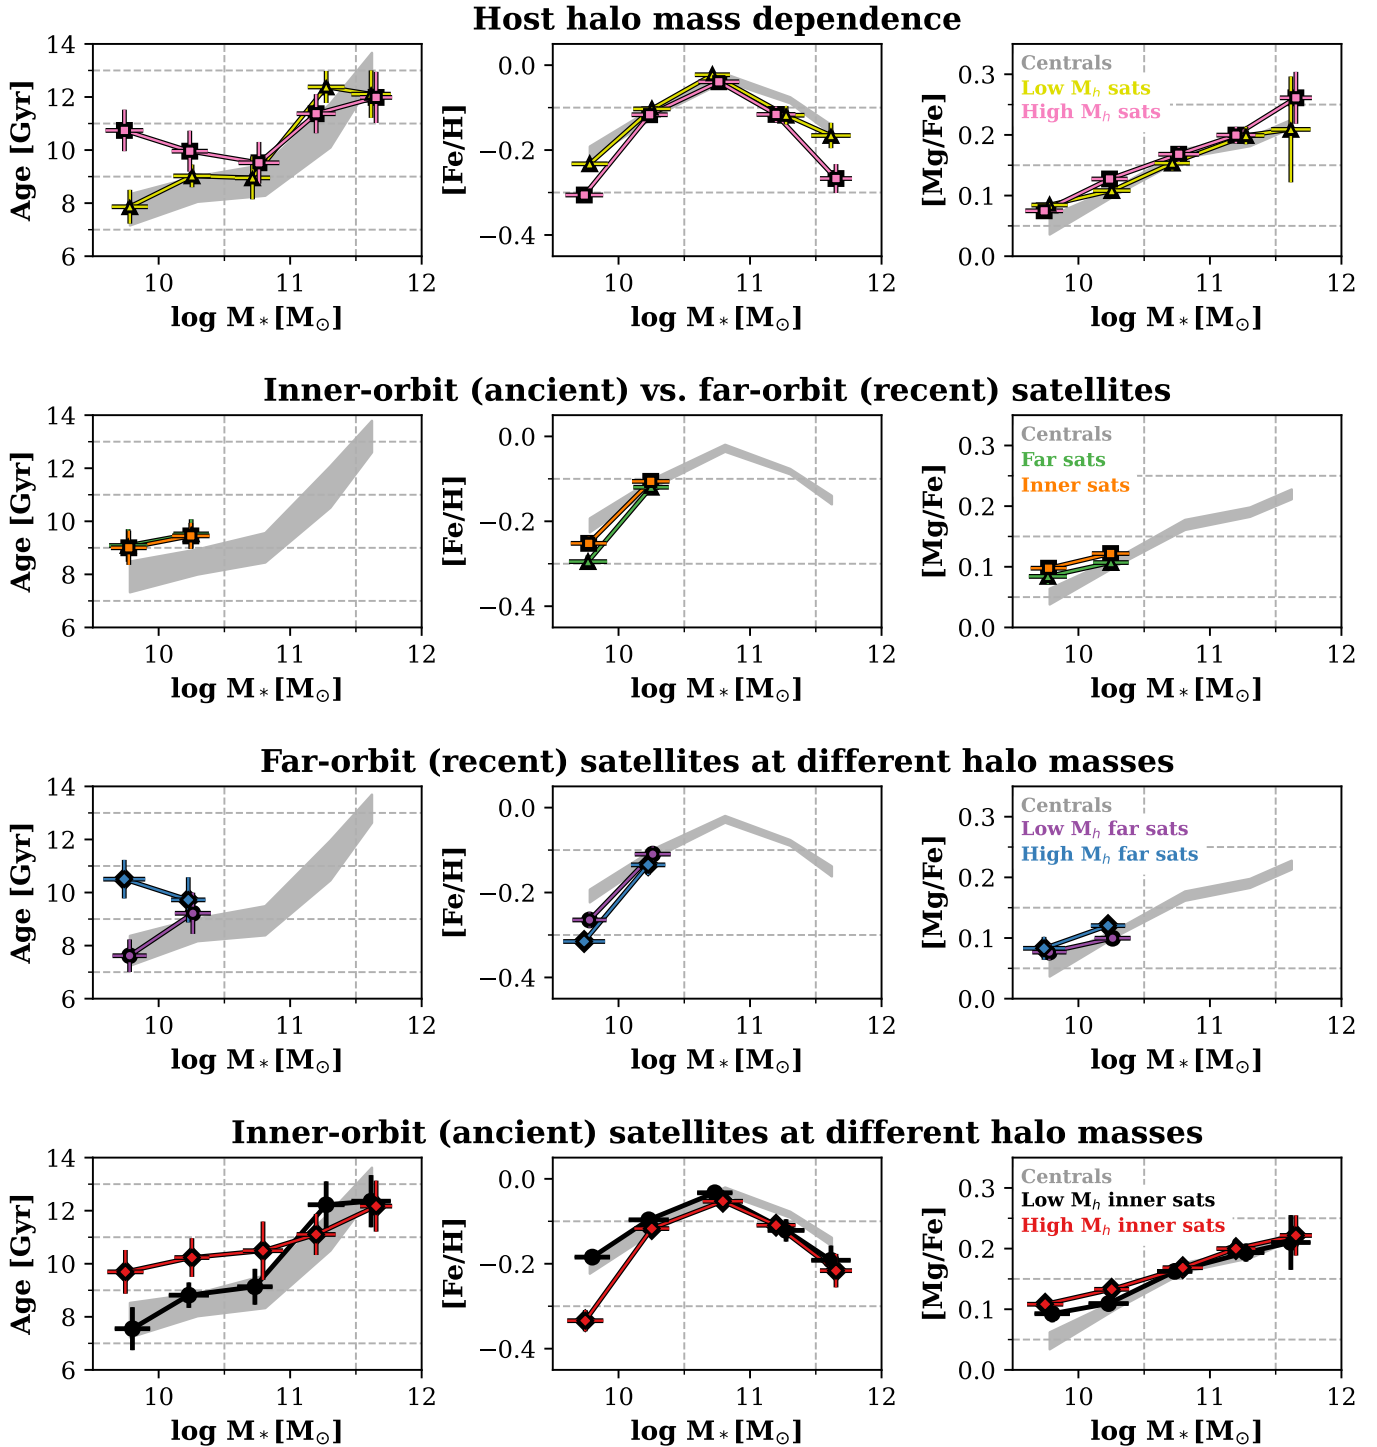 Host halo mass dependence
14
12
10
8
6
Age [Gyr]
10 11 12
log M*[M⊙]
0.0
−0.2
−0.4
[Fe/H]
10 11 12
log M*[M⊙]
0.3
0.2
0.1
0.0
[Mg/Fe]
Centrals
Low Mh sats
High Mh sats
10 11 12
log M*[M⊙]
Inner-orbit (ancient) vs. far-orbit (recent) satellites
14
12
10
8
6
Age [Gyr]
10 11 12
log M*[M⊙]
0.0
−0.2
−0.4
[Fe/H]
10 11 12
log M*[M⊙]
0.3
0.2
0.1
0.0
[Mg/Fe]
Centrals
Far sats
Inner sats
10 11 12
log M*[M⊙]
Far-orbit (recent) satellites at different halo masses
14
12
10
8
6
Age [Gyr]
10 11 12
log M*[M⊙]
0.0
−0.2
−0.4
[Fe/H]
10 11 12
log M*[M⊙]
0.3
0.2
0.1
0.0
[Mg/Fe]
Centrals
Low Mh far sats
High Mh far sats
10 11 12
log M*[M⊙]
Inner-orbit (ancient) satellites at different halo masses
14
12
10
8
6
Age [Gyr]
10 11 12
log M*[M⊙]
0.0
−0.2
−0.4
[Fe/H]
10 11 12
log M*[M⊙]
0.3
0.2
0.1
0.0
[Mg/Fe]
Centrals
Low Mh inner sats
High Mh inner sats
10 11 12
log M*[M⊙]